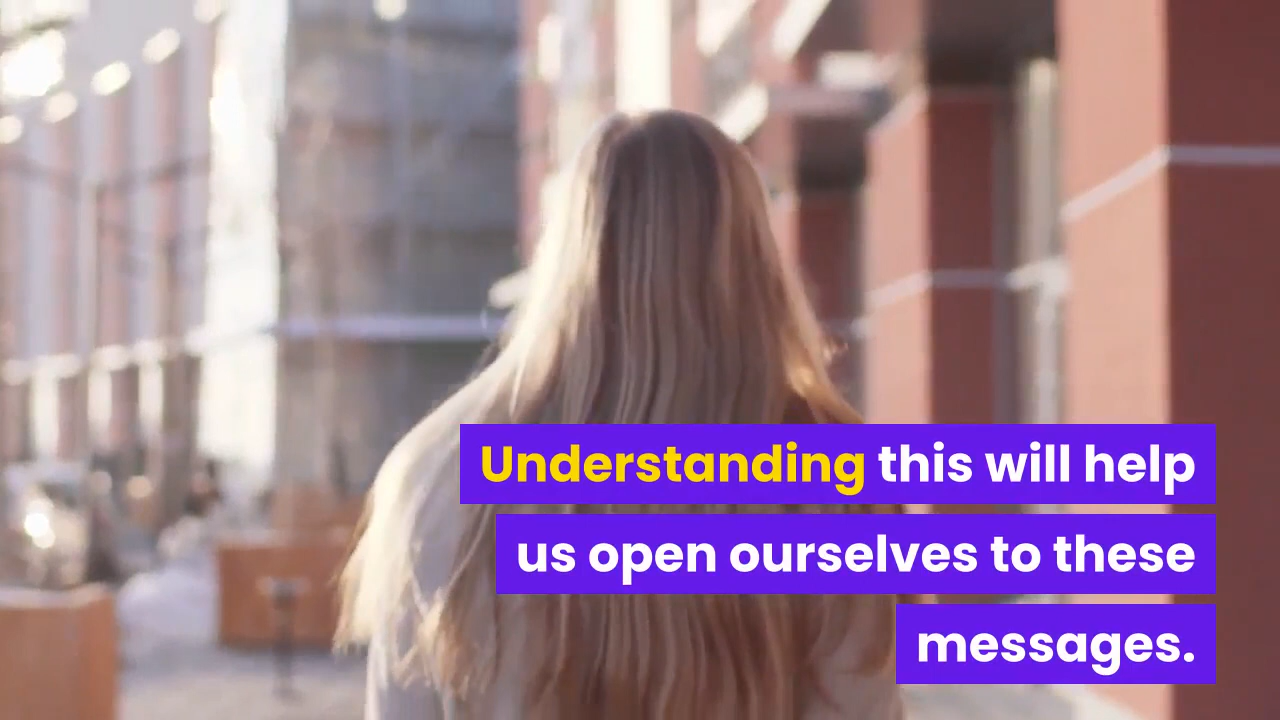 Understanding this will help
us open ourselves to these
messages.